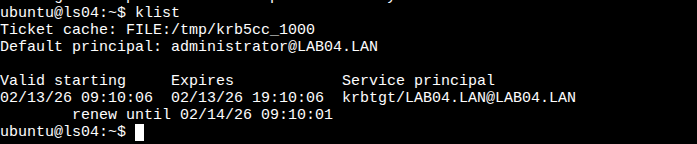 ubuntu@ls04:~$ klist
Ticket cache: FILE:/tmp/krb5cc_1000
Default principal: administrator@LAB04.LAN
Valid starting     Expires            Service principal
02/13/26 09:10:06  02/13/26 19:10:06  krbtgt/LAB04.LAN@LAB04.LAN
        renew until 02/14/26 09:10:01
ubuntu@ls04:~$